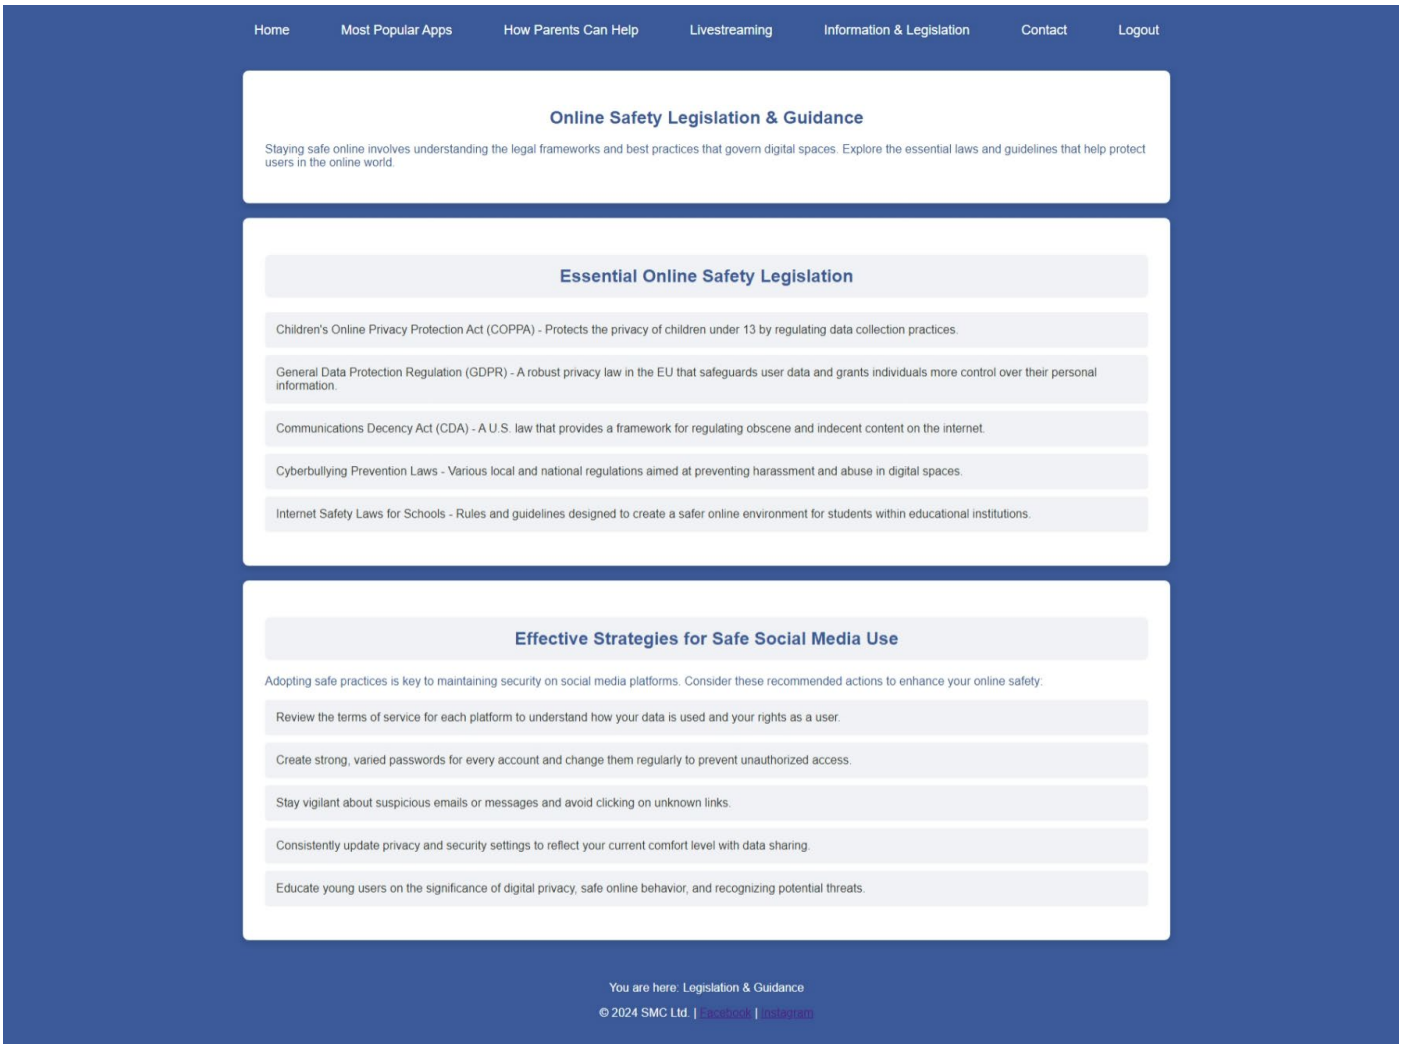 Home Most Popular Apps How Parents Can Help Livestreaming Information & Legislation Contact Logout
Online Safety Legislation & Guidance
Staying safe online involves understanding the legal frameworks and best practices that govern digital spaces. Explore the essential laws and guidelines that help protect
users in the online world.
Essential Online Safety Legislation
Children's Online Privacy Protection Act (COPPA) - Protects the privacy of children under 13 by regulating data collection practices.
General Data Protection Regulation (GDPR) - A robust privacy law in the EU that safeguards user data and grants individuals more control over their personal
information.
Communications Decency Act (CDA) - A U.S. law that provides a framework for regulating obscene and indecent content on the internet.
Cyberbullying Prevention Laws - Various local and national regulations aimed at preventing harassment and abuse in digital spaces.
Internet Safety Laws for Schools - Rules and guidelines designed to create a safer online environment for students within educational institutions.
Effective Strategies for Safe Social Media Use
Adopting safe practices is key to maintaining security on social media platforms. Consider these recommended actions to enhance your online safety:
Review the terms of service for each platform to understand how your data is used and your rights as a user.
Create strong, varied passwords for every account and change them regularly to prevent unauthorized access.
Stay vigilant about suspicious emails or messages and avoid clicking on unknown links.
Consistently update privacy and security settings to reflect your current comfort level with data sharing.
Educate young users on the significance of digital privacy, safe online behavior, and recognizing potential threats.
You are here: Legislation & Guidance
© 2024 SMC Ltd. | Facebook | Instagram